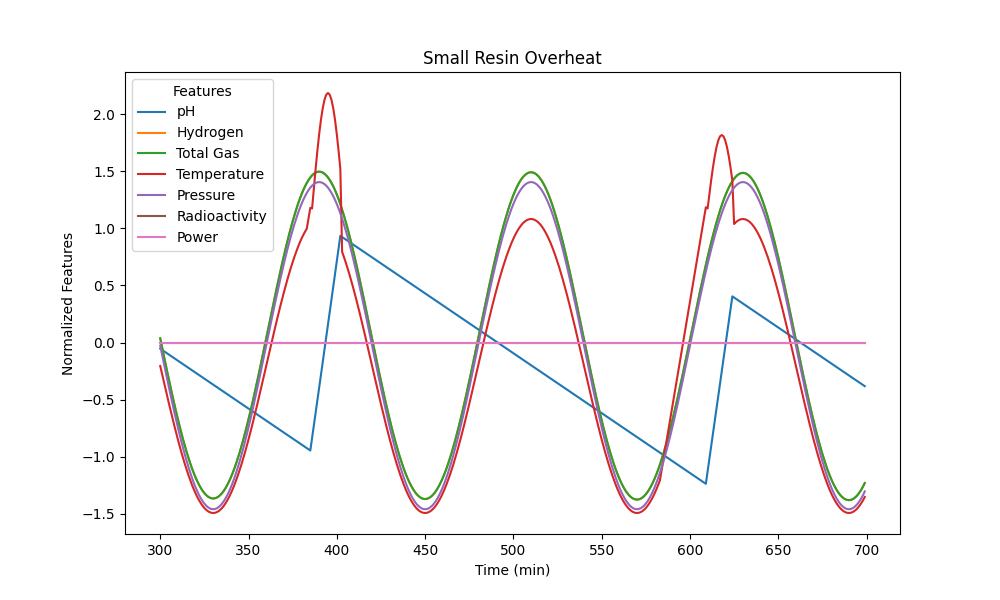 Small Resin Overheat
Features
pH
Hydrogen
Total Gas
Temperature
Pressure
Radioactivity
Power
Normalized Features
2.0
1.5
1.0
0.5
0.0
−0.5
−1.0
−1.5
300 350 400 450 500 550 600 650 700
Time (min)